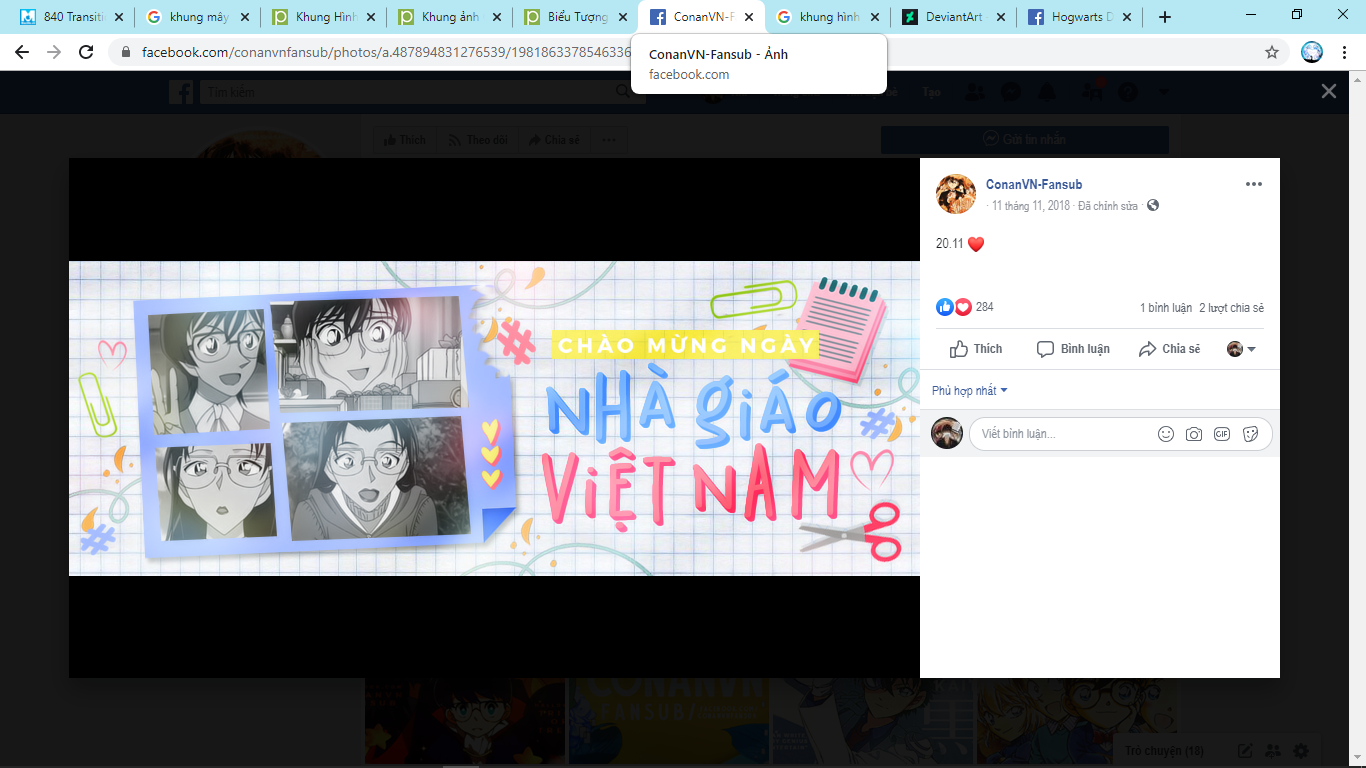 840 Transiti
khung mây
Khung Hình
Khung ảnh
Biểu Tượng
ConanVN-F
khung hình
DeviantArt
Hogwarts D
facebook.com/conanvnfansub/photos/a.487894831276539/1981863378546336
ConanVN-Fansub - Ảnh
facebook.com
Tìm kiếm
Tạo
Thích
Theo dõi
Chia sẻ
Gửi tin nhắn
CHÀO MỪNG NGÀY
NHÀ GIÁO
VIỆT NAM
ConanVN-Fansub
11 tháng 11, 2018 · Đã chỉnh sửa ·
20.11
284
1 bình luận 2 lượt chia sẻ
Thích
Bình luận
Chia sẻ
Phù hợp nhất
Viết bình luận...
GIF
CONANVN
FANSUB/
Trò chuyện (18)